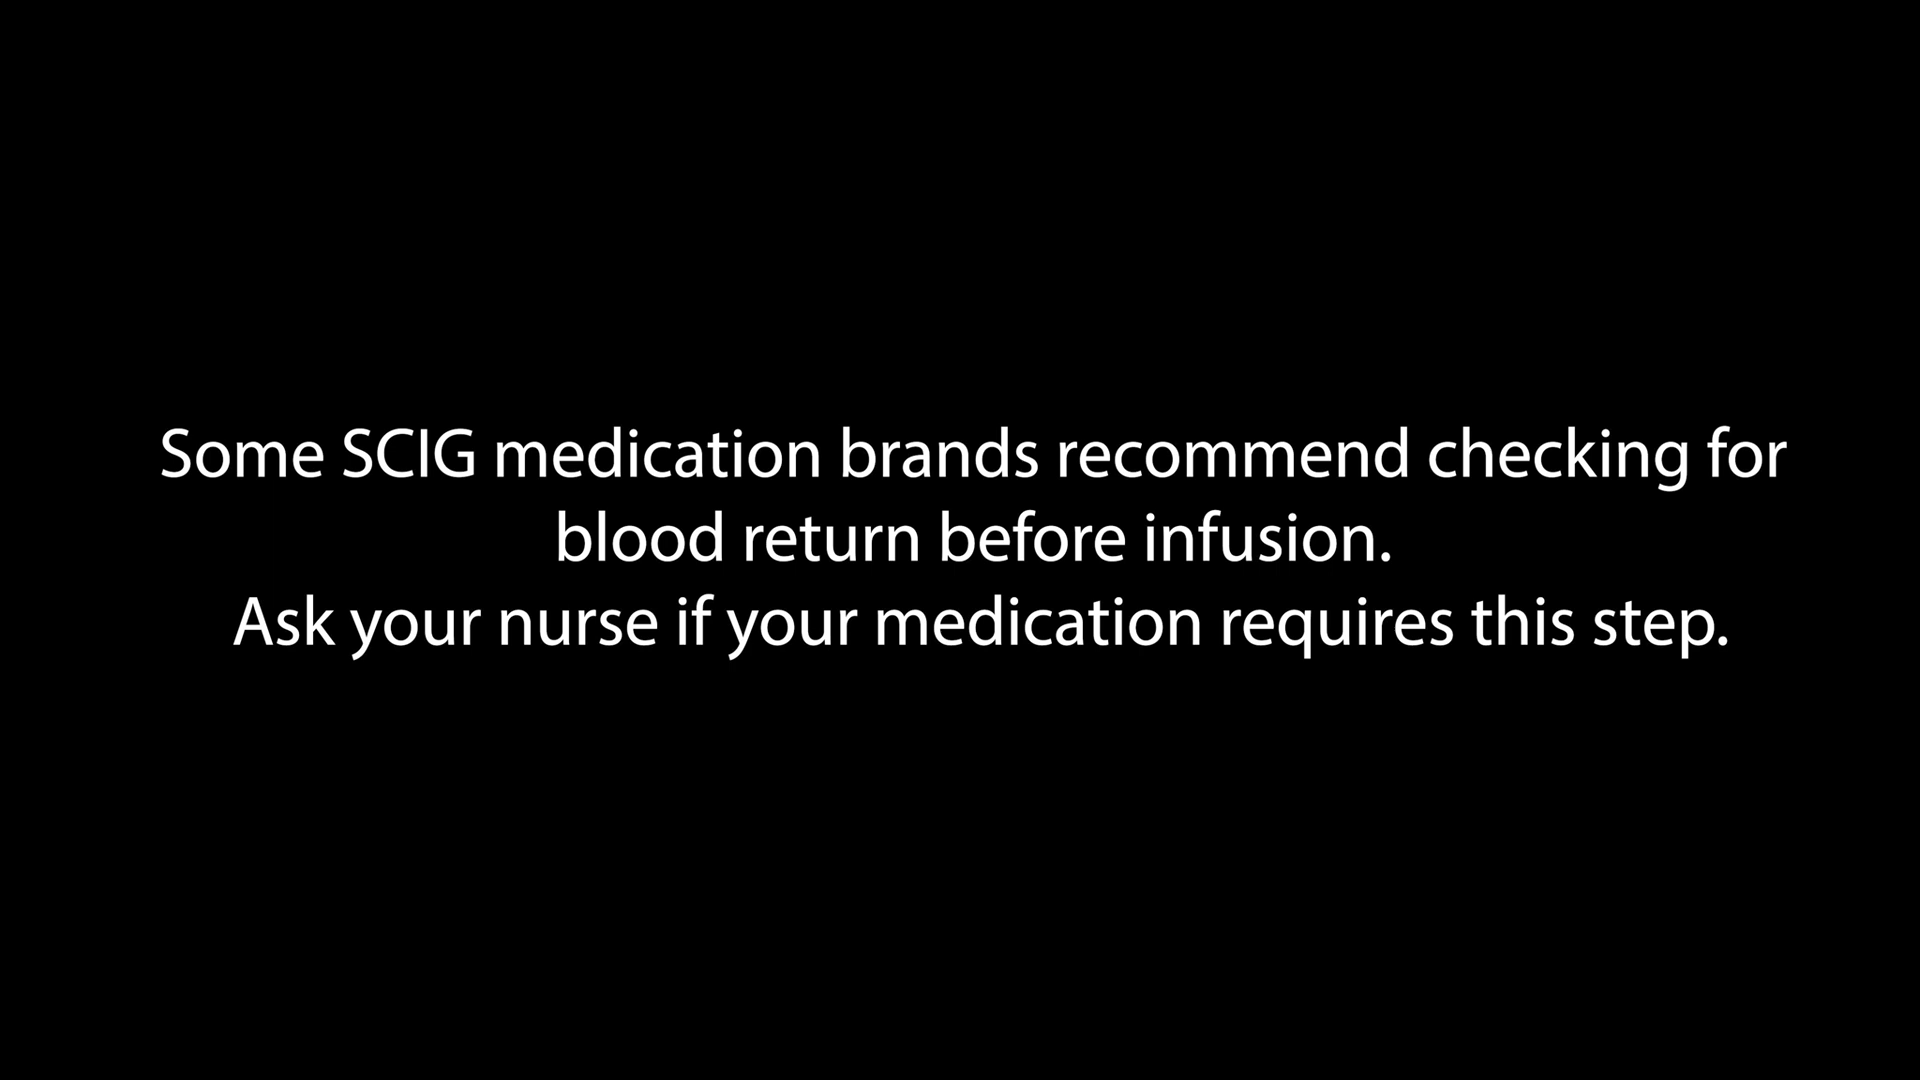 Some SCIG medication brands recommend checking for
blood return before infusion.
Ask your nurse if your medication requires this step.